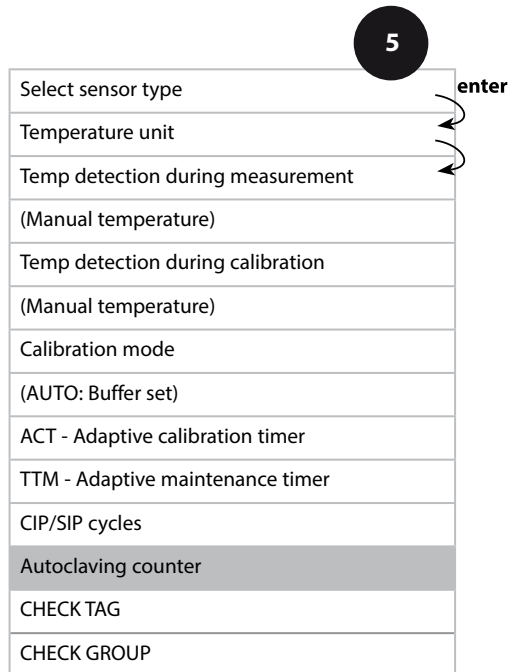 5
Select sensor type
enter
Temperature unit
Temp detection during measurement
(Manual temperature)
Temp detection during calibration
(Manual temperature)
Calibration mode
(AUTO: Buffer set)
ACT - Adaptive calibration timer
TTM - Adaptive maintenance timer
CIP/SIP cycles
Autoclaving counter
CHECK TAG
CHECK GROUP